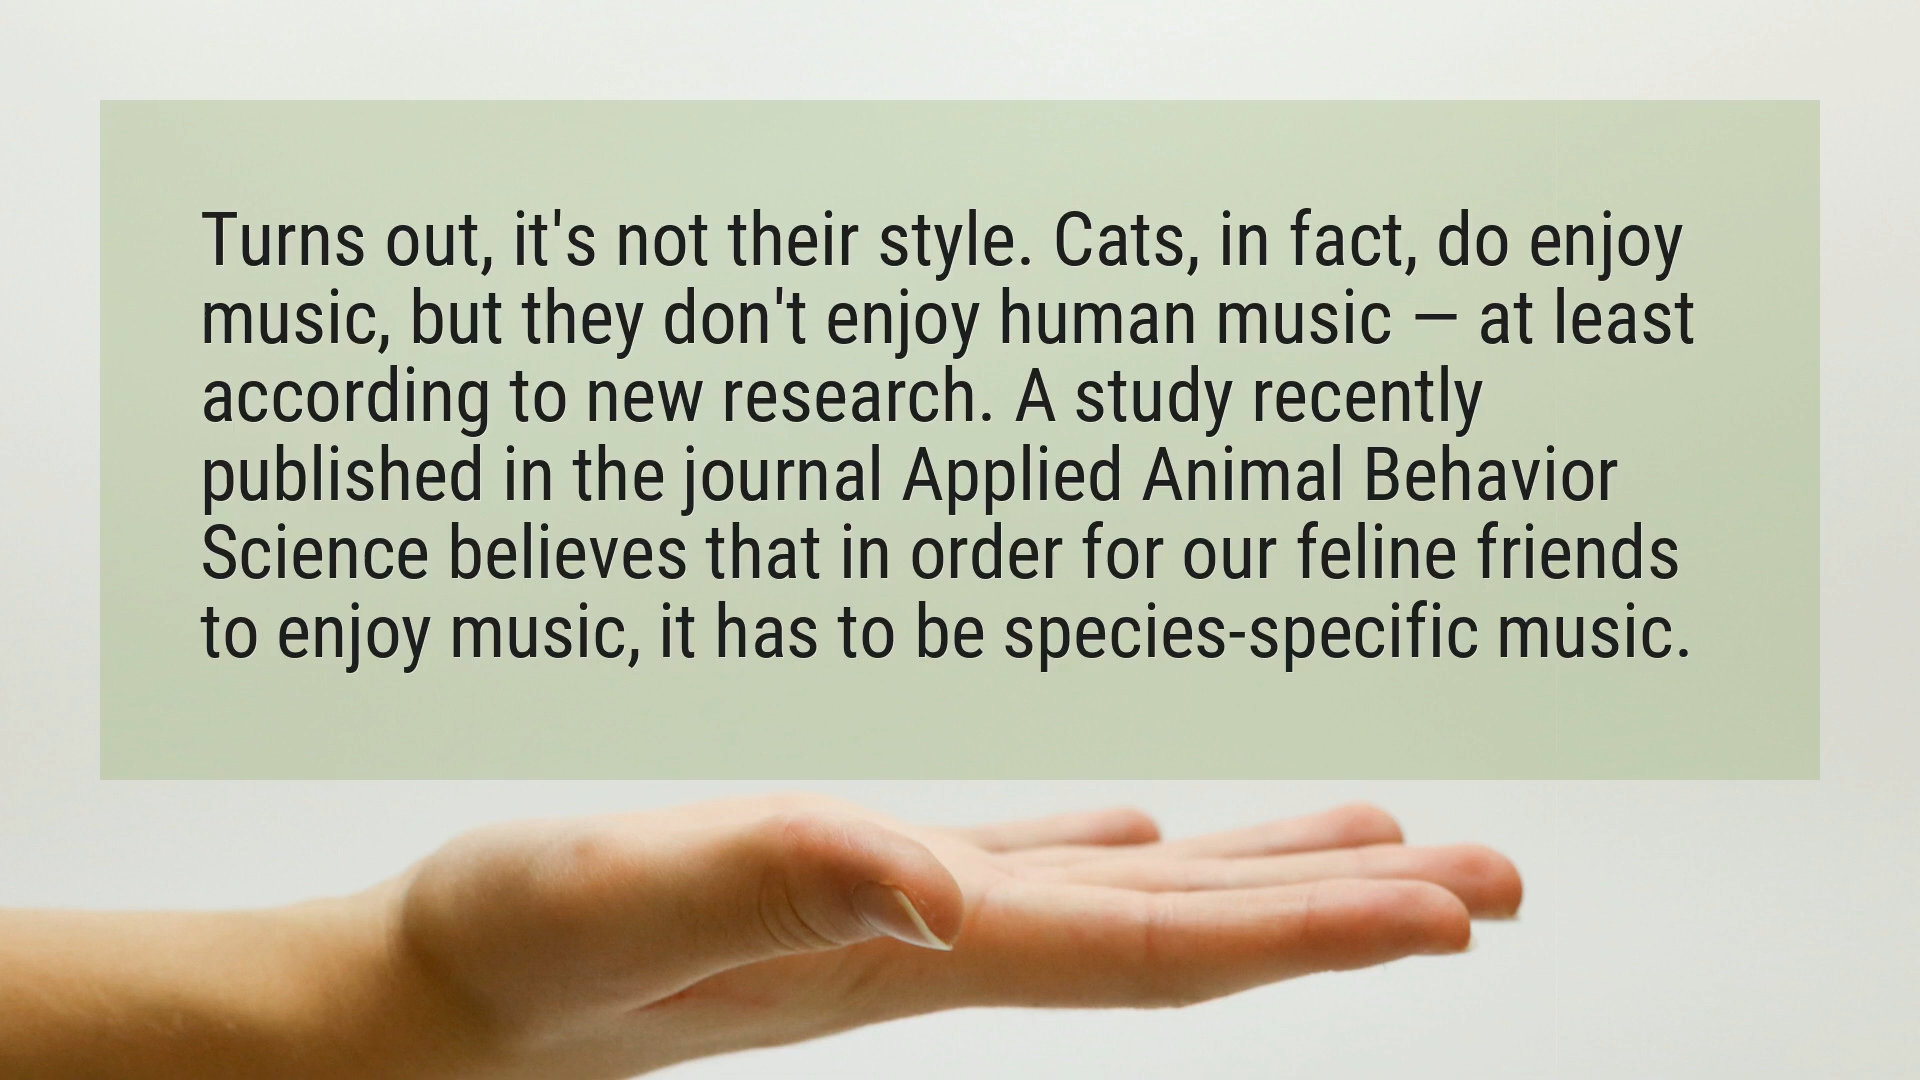 Turns out, it's not their style. Cats, in fact, do enjoy
music, but they don't enjoy human music — at least
according to new research. A study recently
published in the journal Applied Animal Behavior
Science believes that in order for our feline friends
to enjoy music, it has to be species-specific music.